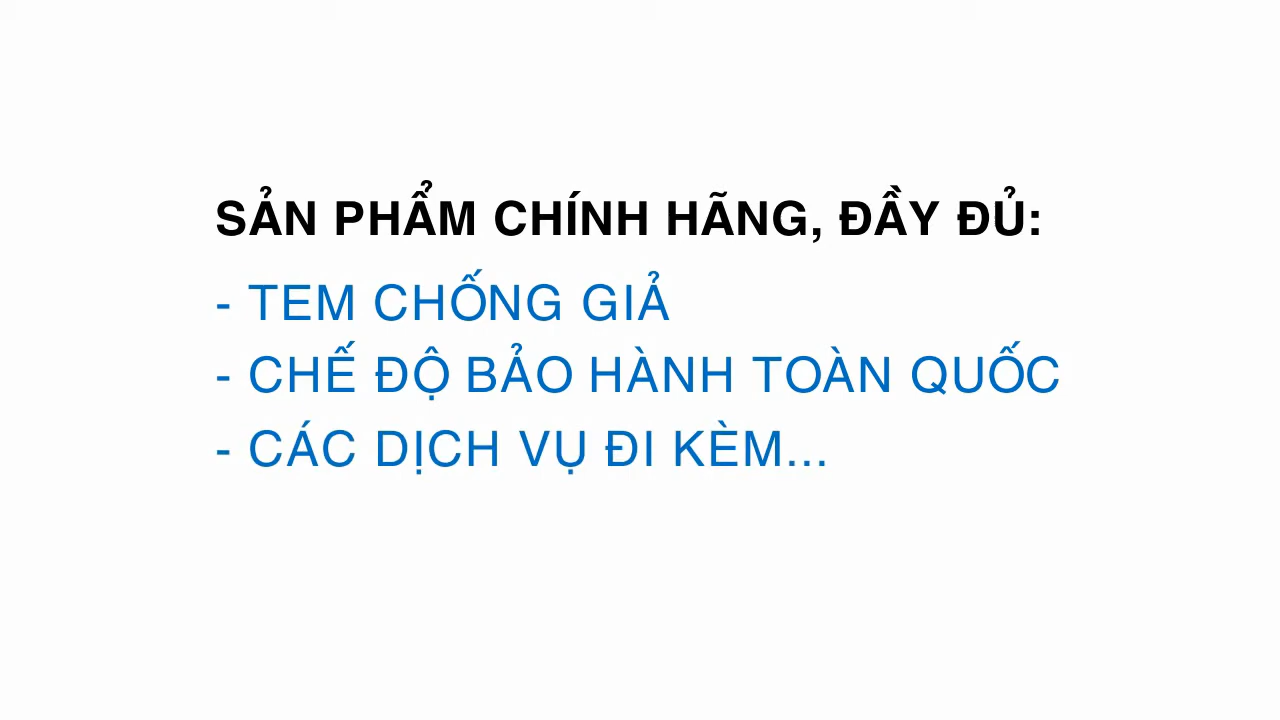 SẢN PHẨM CHÍNH HÃNG, ĐẦY ĐỦ:
- TEM CHỐNG GIẢ
- CHẾ ĐỘ BẢO HÀNH TOÀN QUỐC
- CÁC DỊCH VỤ ĐI KÈM...